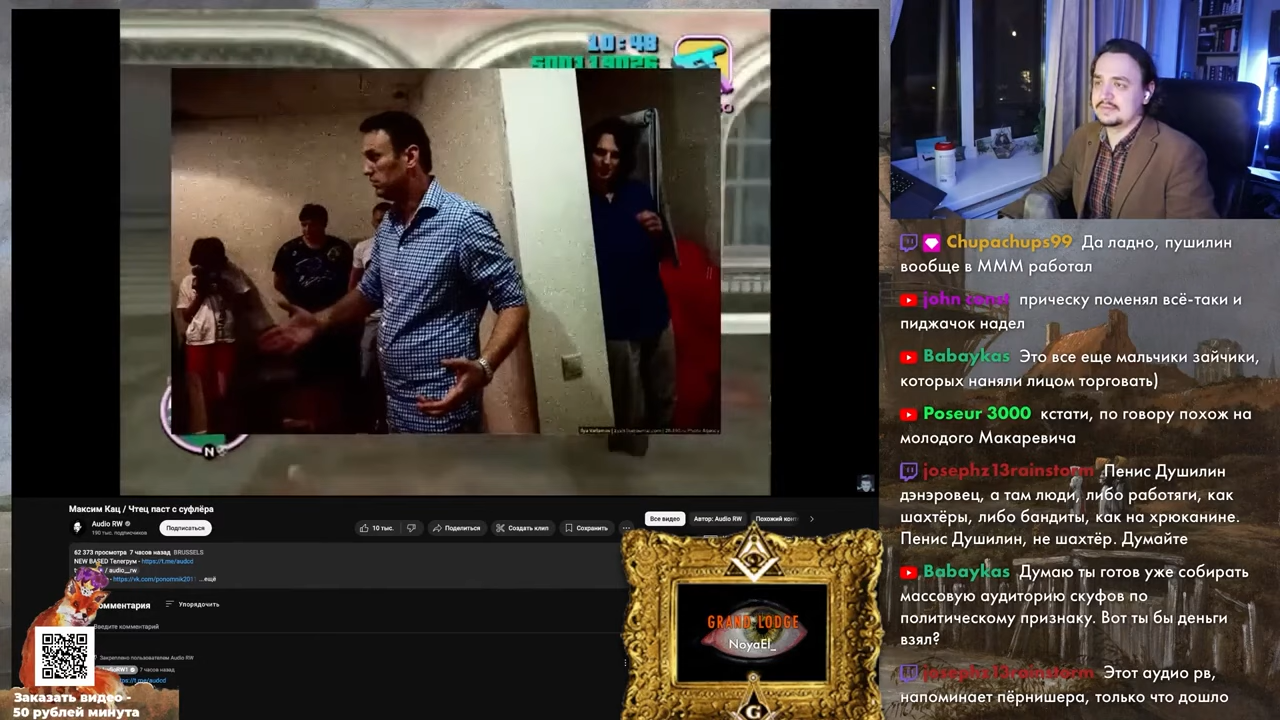 10:48
N
Максим Кац / Чтец паст с суфлёра
Audio RW
190 тыс. подписчиков
Подписаться
10 тыс.
Поделиться
Создать клип
Сохранить
Все видео
Автор: Audio RW
Похожий конт
62 373 просмотра 7 часов назад BRUSSELS
NEW BASED Телегрум - https://t.me/audcd
/ audio__rw
- https://vk.com/ponomnik201 ...ещё
омментария
Упорядочить
Введите комментарий
Закреплено пользователем Audio RW
7 часов назад
Заказать видео -
50 рублей минута
GRAND LODGE
NoyaEl_
G
Chupachups99 Да ладно, пушилин
вообще в МММ работал
john const прическу поменял всё-таки и
пиджачок надел
Babaykas Это все еще мальчики зайчики,
которых наняли лицом торговать)
Poseur 3000 кстати, по говору похож на
молодого Макаревича
josephz13rainstorm Пенис Душилин
дэнэровец, а там люди, либо работяги, как
шахтёры, либо бандиты, как на хрюканине.
Пенис Душилин, не шахтёр. Думайте
Babaykas Думаю ты готов уже собирать
массовую аудиторию скуфов по
политическому признаку. Вот ты бы деньги
взял?
josephz13rainstorm Этот аудио рв,
напоминает пёрнишера, только что дошло